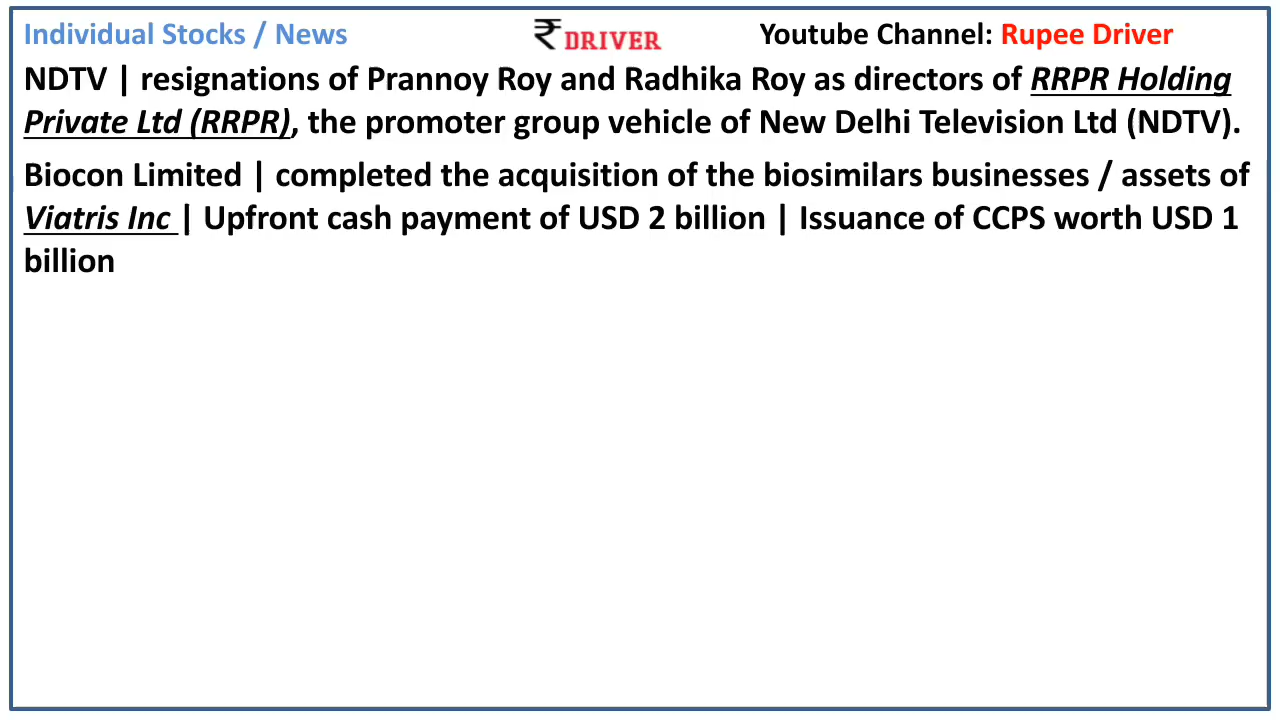 Individual Stocks / News
₹ DRIVER
Youtube Channel: Rupee Driver
NDTV | resignations of Prannoy Roy and Radhika Roy as directors of RRPR Holding
Private Ltd (RRPR), the promoter group vehicle of New Delhi Television Ltd (NDTV).
Biocon Limited | completed the acquisition of the biosimilars businesses / assets of
Viatris Inc | Upfront cash payment of USD 2 billion | Issuance of CCPS worth USD 1
billion